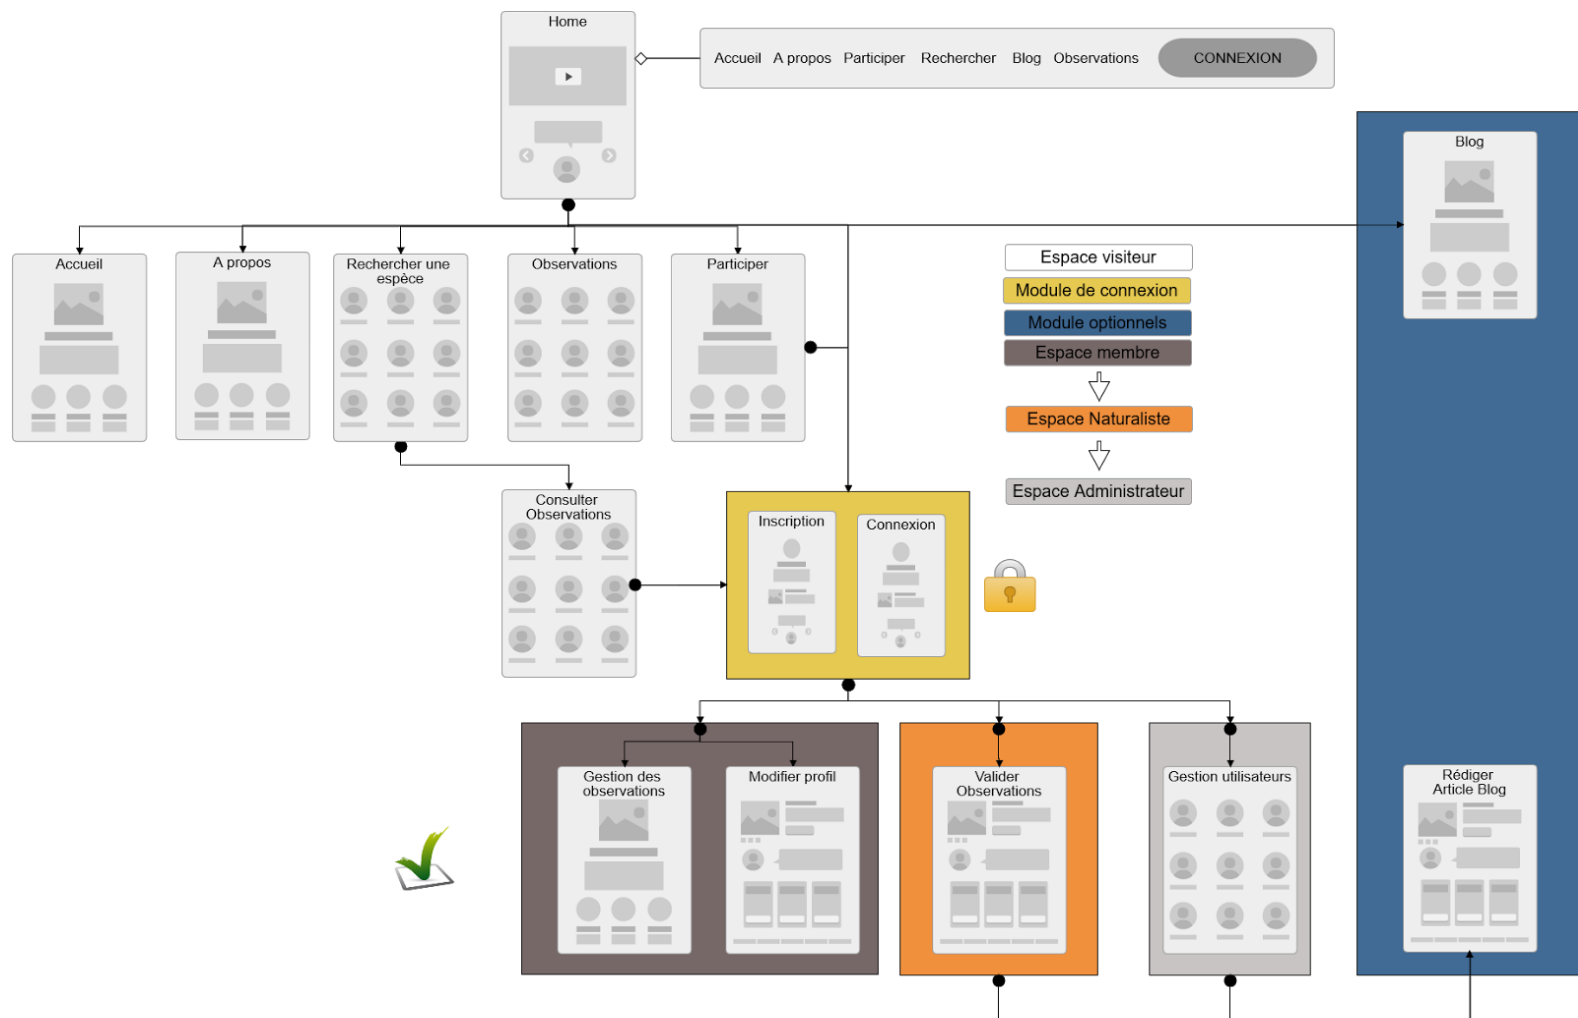 Home
Accueil A propos Participer Rechercher Blog Observations CONNEXION
Blog
Accueil
A propos
Rechercher une
espèce
Observations
Participer
Espace visiteur
Module de connexion
Module optionnels
Espace membre
Espace Naturaliste
Espace Administrateur
Consulter
Observations
Inscription
Connexion
Gestion des
observations
Modifier profil
Valider
Observations
Gestion utilisateurs
Rédiger
Article Blog